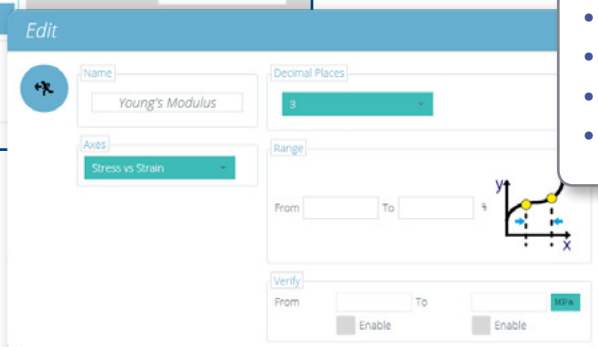 Edit
Name
Young's Modulus
Decimal Places
3
Axes
Stress vs Strain
Range
From
To
%
y
x
Verify
From
To
MPa
Enable
Enable